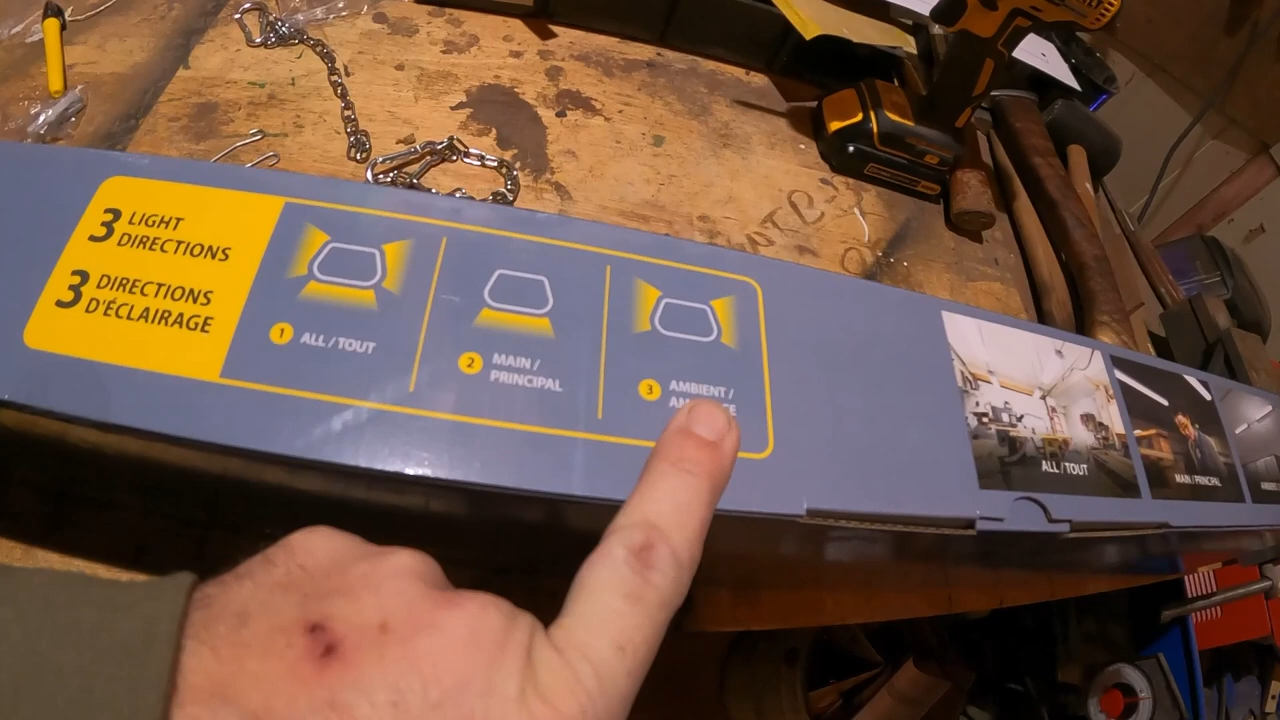 3 LIGHT
DIRECTIONS
3 DIRECTIONS
D'ÉCLAIRAGE
1 ALL / TOUT
2 MAIN /
PRINCIPAL
3 AMBIENT /
ALL / TOUT
MAIN / PRINCIPAL